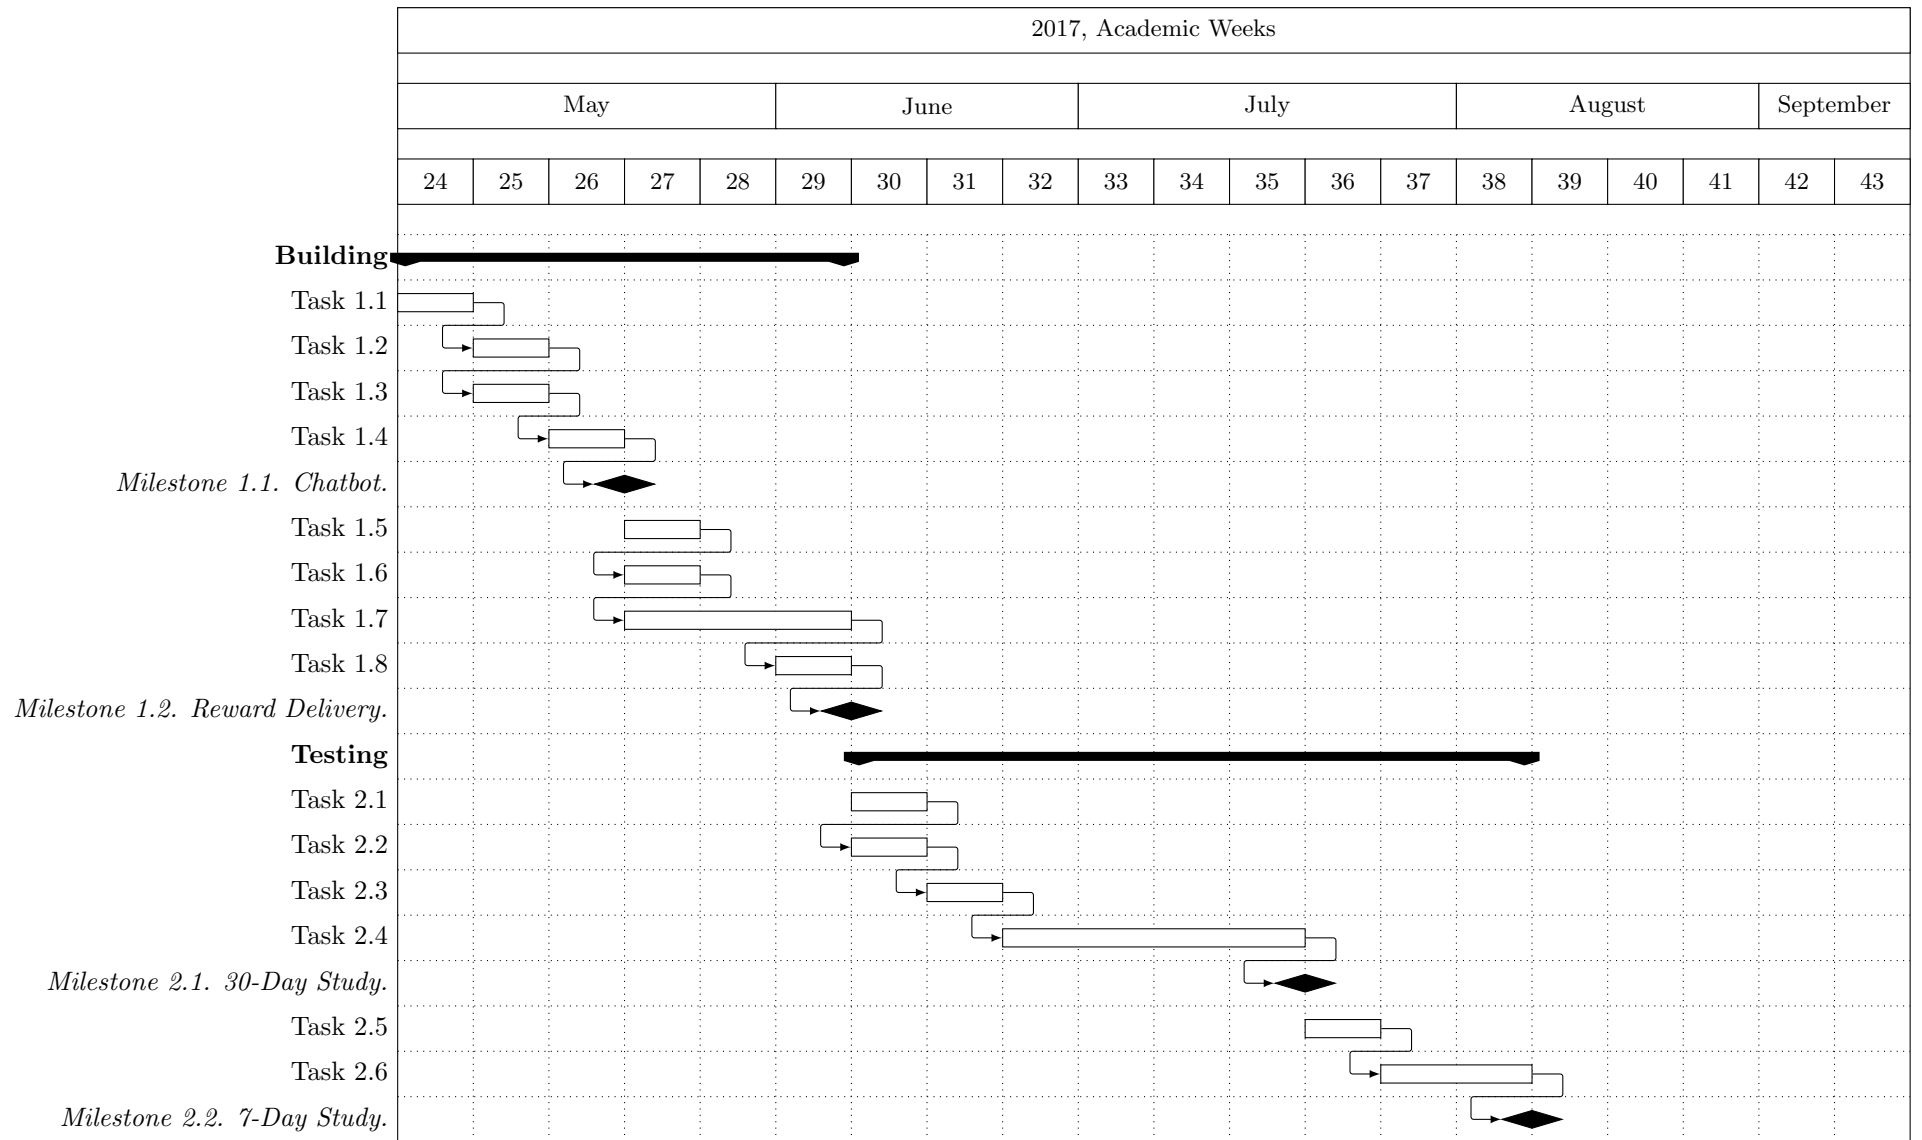 2017, Academic Weeks
May June July August September
24 25 26 27 28 29 30 31 32 33 34 35 36 37 38 39 40 41 42 43
Building
Task 1.1
Task 1.2
Task 1.3
Task 1.4
Milestone 1.1. Chatbot.
Task 1.5
Task 1.6
Task 1.7
Task 1.8
Milestone 1.2. Reward Delivery.
Testing
Task 2.1
Task 2.2
Task 2.3
Task 2.4
Milestone 2.1. 30-Day Study.
Task 2.5
Task 2.6
Milestone 2.2. 7-Day Study.